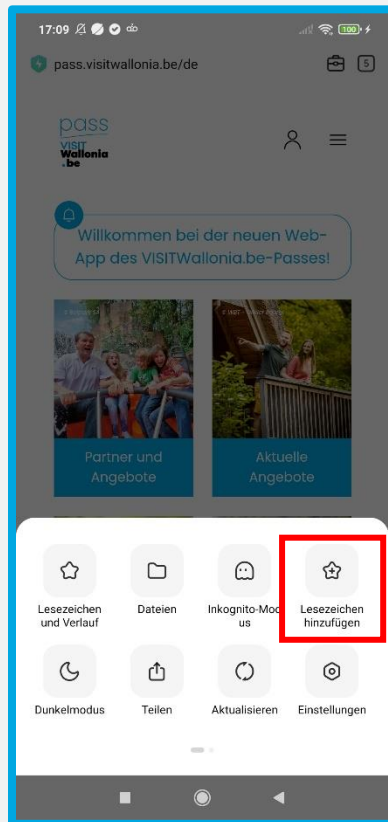 17:09
100
pass.visitwallonia.be/de
5
pass
VISIT
Wallonia
.be
Willkommen bei der neuen Web-
App des VISITWallonia.be-Passes!
Partner und
Angebote
Aktuelle
Angebote
Lesezeichen
und Verlauf
Dateien
Inkognito-Mod
us
Lesezeichen
hinzufügen
Dunkelmodus
Teilen
Aktualisieren
Einstellungen